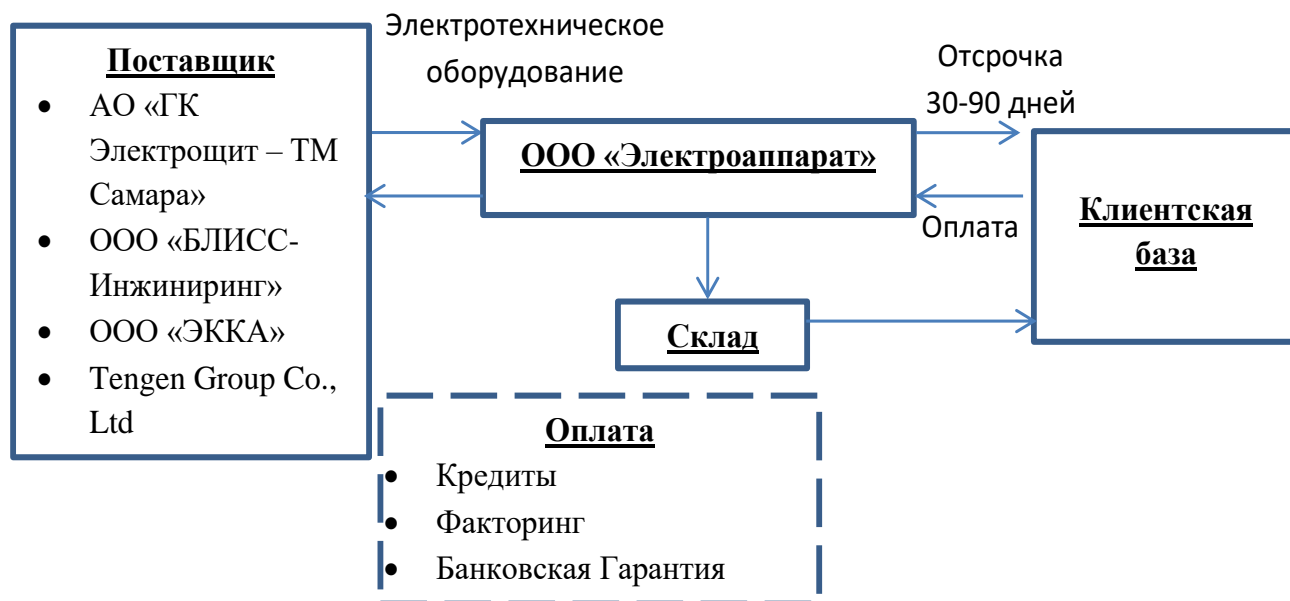 Поставщик
• АО «ГК
Электрощит – ТМ
Самара»
• ООО «БЛИСС-
Инжиниринг»
• ООО «ЭККА»
• Tengen Group Co.,
Ltd
Электротехническое
оборудование
ООО «Электроаппарат»
Отсрочка
30-90 дней
Оплата
Клиентская
база
Склад
Оплата
• Кредиты
• Факторинг
• Банковская Гарантия